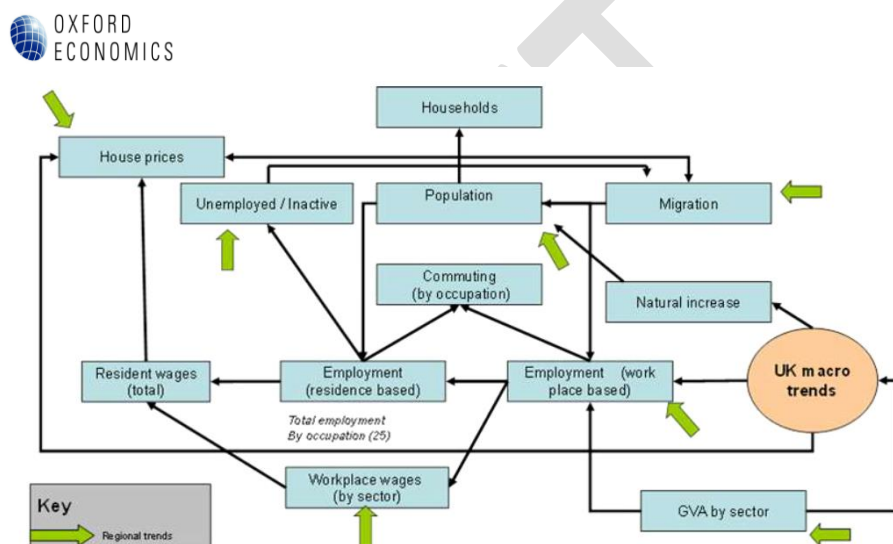 OXFORD
ECONOMICS
Households
House prices
Unemployed / Inactive
Population
Migration
Commuting
(by occupation)
Natural increase
Resident wages
(total)
Employment
(residence based)
Employment (work
place based)
UK macro
trends
Total employment
By occupation (25)
Workplace wages
(by sector)
GVA by sector
Key
Regional trends